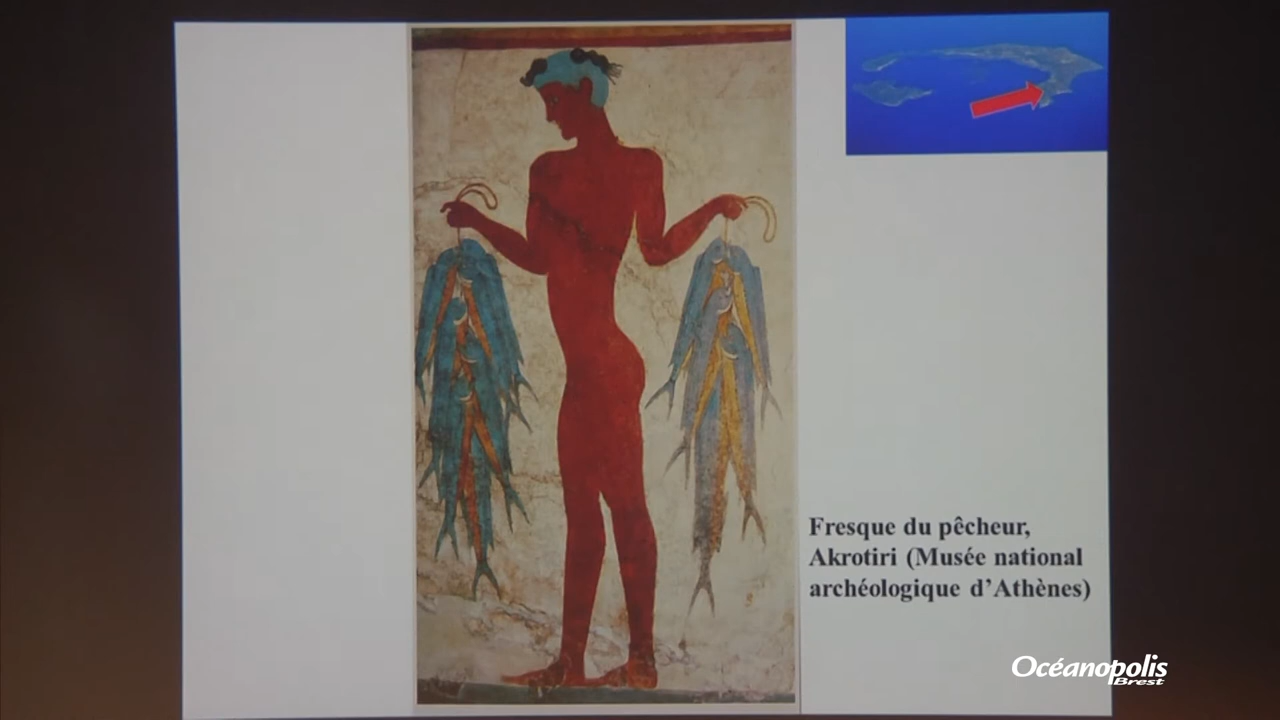 Fresque du pêcheur,
Akrotiri (Musée national
archéologique d'Athènes)
Océanopolis
Brest